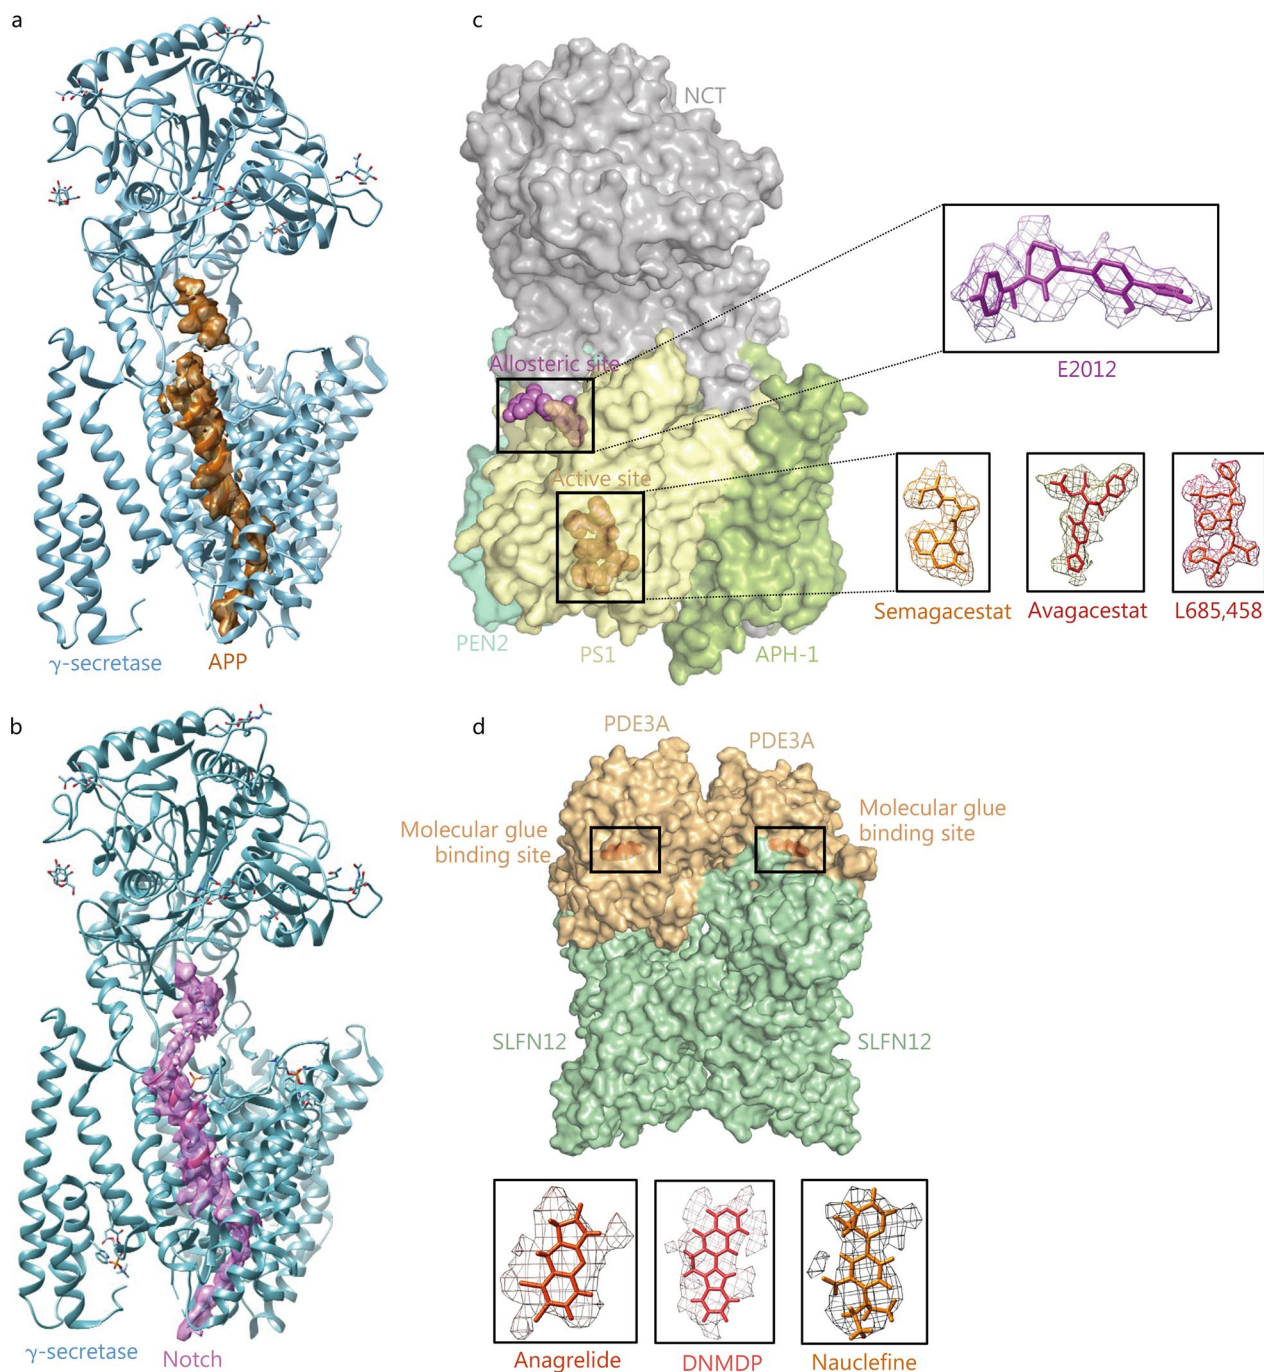 a
γ-secretase
APP
b
γ-secretase
Notch
c
NCT
Allosteric site
E2012
Active site
Semagacestat
Avagacestat
L685,458
PEN2
PS1
APH-1
d
PDE3A
PDE3A
Molecular glue
binding site
Molecular glue
binding site
SLFN12
SLFN12
Anagrelide
DNMDP
Nauclefine